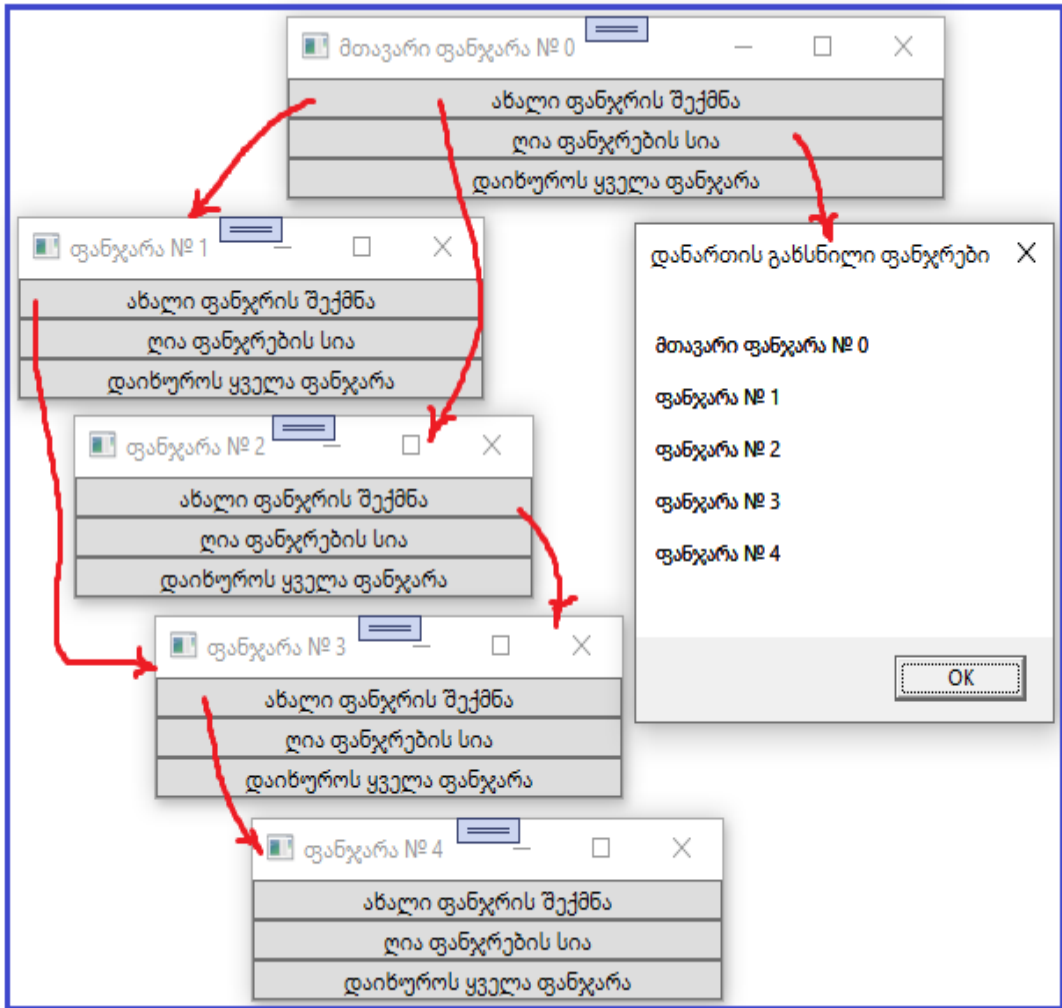 მთავარი ფანჯარა № 0
ახალი ფანჯრის შექმნა
ღია ფანჯრების სია
დაიხუროს ყველა ფანჯარა
ფანჯარა № 1
ახალი ფანჯრის შექმნა
ღია ფანჯრების სია
დაიხუროს ყველა ფანჯარა
ფანჯარა № 2
ახალი ფანჯრის შექმნა
ღია ფანჯრების სია
დაიხუროს ყველა ფანჯარა
ფანჯარა № 3
ახალი ფანჯრის შექმნა
ღია ფანჯრების სია
დაიხუროს ყველა ფანჯარა
ფანჯარა № 4
ახალი ფანჯრის შექმნა
ღია ფანჯრების სია
დაიხუროს ყველა ფანჯარა
დანართის გახსნილი ფანჯრები
მთავარი ფანჯარა № 0
ფანჯარა № 1
ფანჯარა № 2
ფანჯარა № 3
ფანჯარა № 4
OK